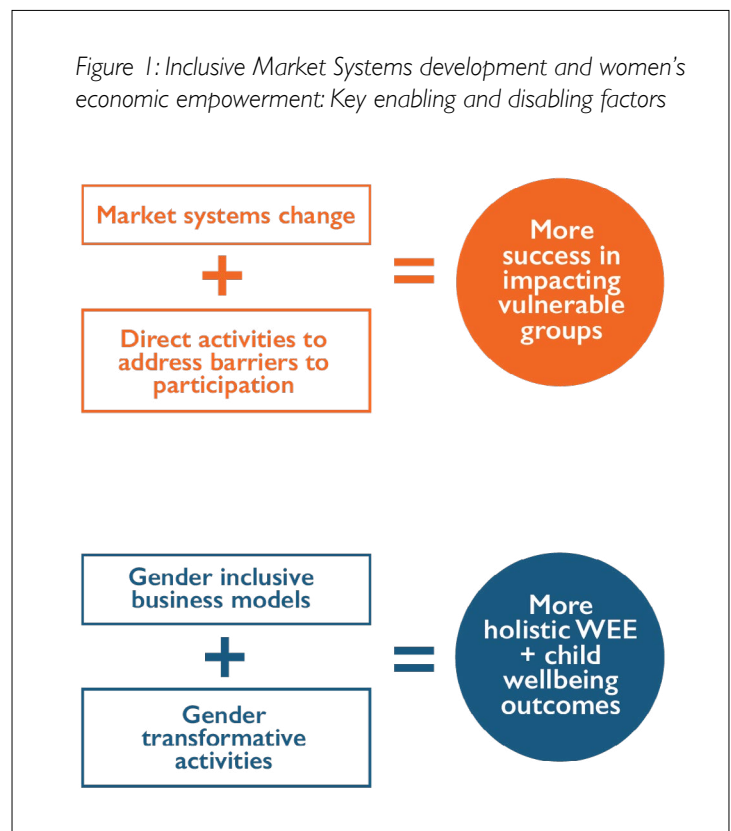 Figure 1: Inclusive Market Systems development and women's
economic empowerment: Key enabling and disabling factors
Market systems change
+
Direct activities to
address barriers to
participation
=
More
success in
impacting
vulnerable
groups
Gender inclusive
business models
+
Gender
transformative
activities
=
More
holistic WEE
+ child
wellbeing
outcomes